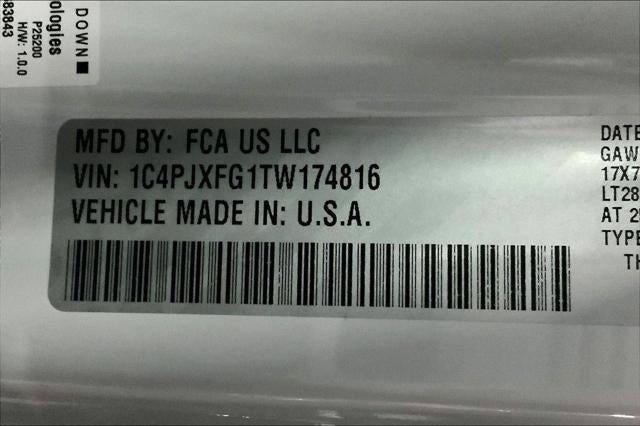 MFD BY: FCA US LLC
VIN: 1C4PJXFG1TW174816
VEHICLE MADE IN: U.S.A.
DATE
GAW
17X7
LT28
AT 2
TYPE
TH
DOWN
ologies
P25200
H/W: 1.0.0
83843